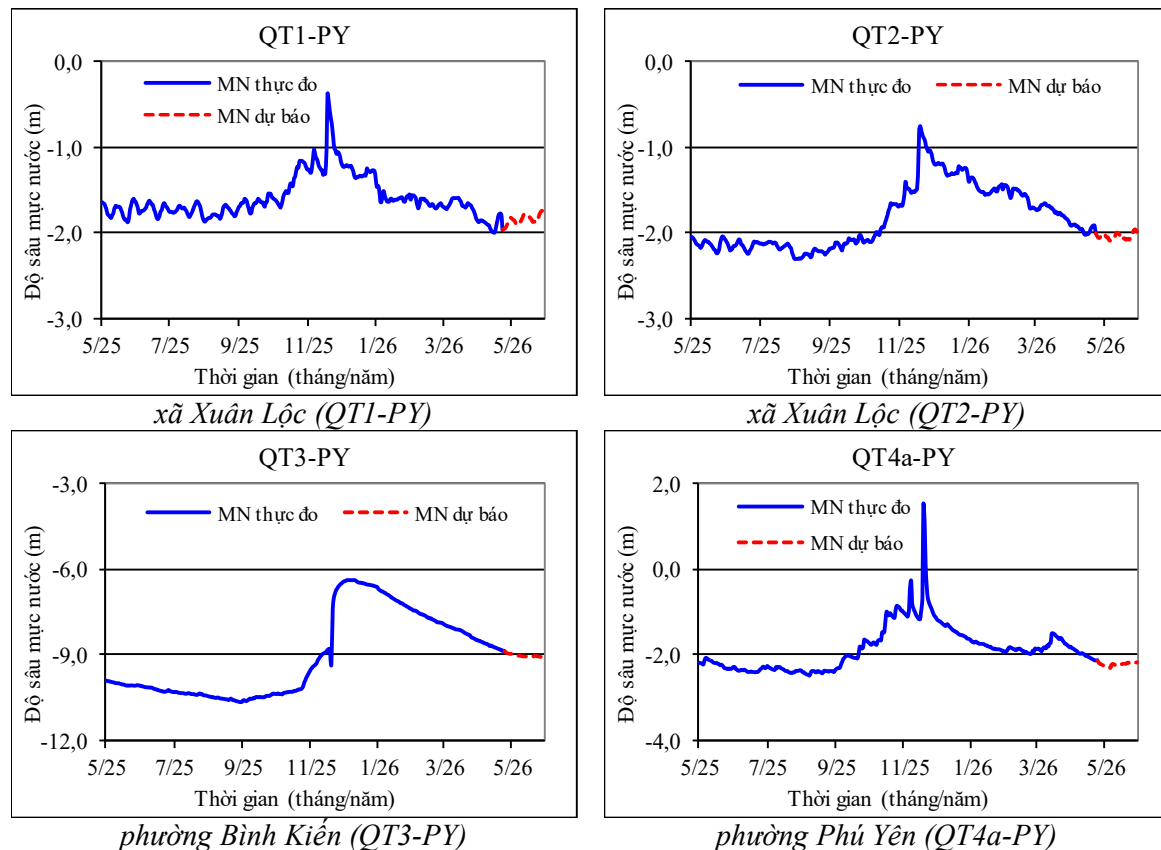 QT1-PY
0,0
-1,0
-2,0
-3,0
Độ sâu mực nước (m)
MN thực đo
MN dự báo
5/25 7/25 9/25 11/25 1/26 3/26 5/26
Thời gian (tháng/năm)
xã Xuân Lộc (QT1-PY)
QT2-PY
0,0
-1,0
-2,0
-3,0
Độ sâu mực nước (m)
MN thực đo MN dự báo
5/25 7/25 9/25 11/25 1/26 3/26 5/26
Thời gian (tháng/năm)
xã Xuân Lộc (QT2-PY)
QT3-PY
-3,0
-6,0
-9,0
-12,0
Độ sâu mực nước (m)
MN thực đo MN dự báo
5/25 7/25 9/25 11/25 1/26 3/26 5/26
Thời gian (tháng/năm)
phường Bình Kiến (QT3-PY)
QT4a-PY
2,0
0,0
-2,0
-4,0
Độ sâu mực nước (m)
MN thực đo
MN dự báo
5/25 7/25 9/25 11/25 1/26 3/26 5/26
Thời gian (tháng/năm)
phường Phú Yên (QT4a-PY)